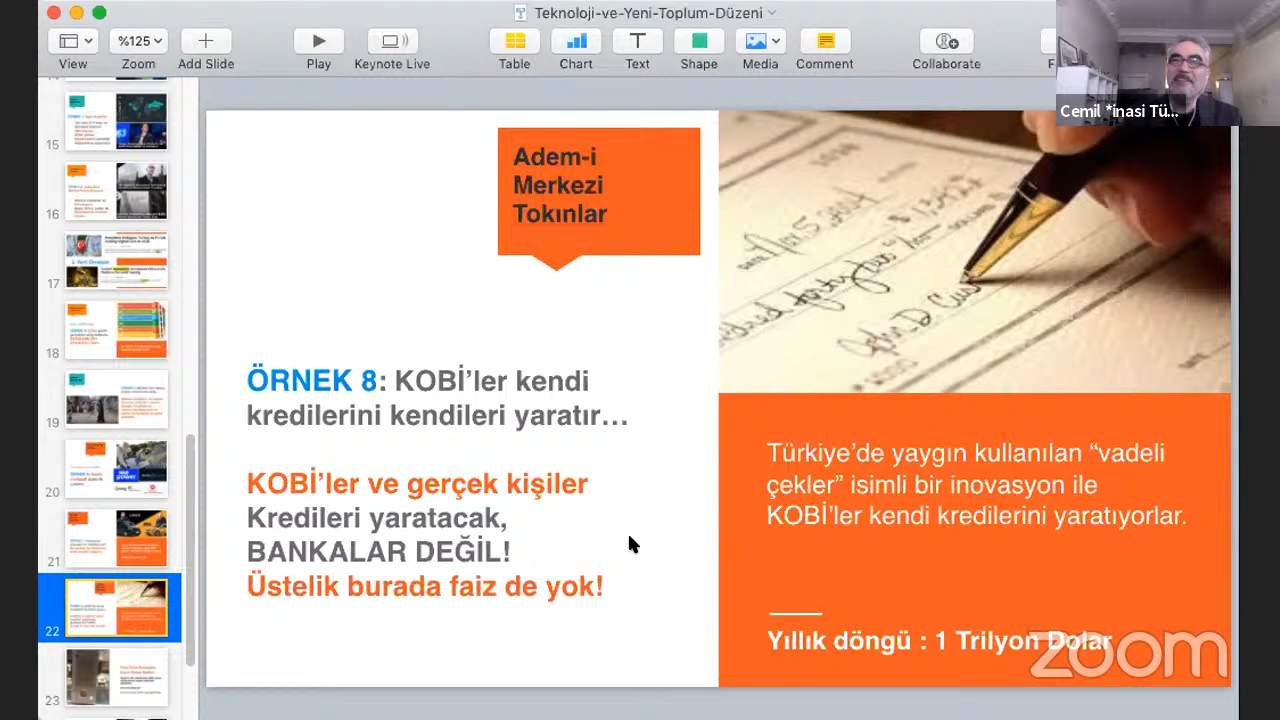 Teknoloji-ve-Yeni-Toplum-Düzeni
%125
View
Zoom
Add Slide
Play
Keynote Live
Table
Chart
Text
Shape
Media
Comment
Collaborate
Cemil *inasi Tü...
15
16
17
18
19
20
21
22
23
Adem-i
Merkezi
Tokınlar
ÖRNEK 8: KOBİ’ler kendi
kredilerini kendileri yaratır…
KOBİ’ler ve gerçek kişiler
Kredileri yaratacak,
BANKALAR DEĞİL!
Üstelik burada faiz de yok!
Türkiye’de yaygın kullanılan “vadeli
çekler” isimli bir inovasyon ile
KOBİ’ler kendi kredilerini yaratıyorlar.
Yıllık döngü : 1 Trilyon Dolar
zoom